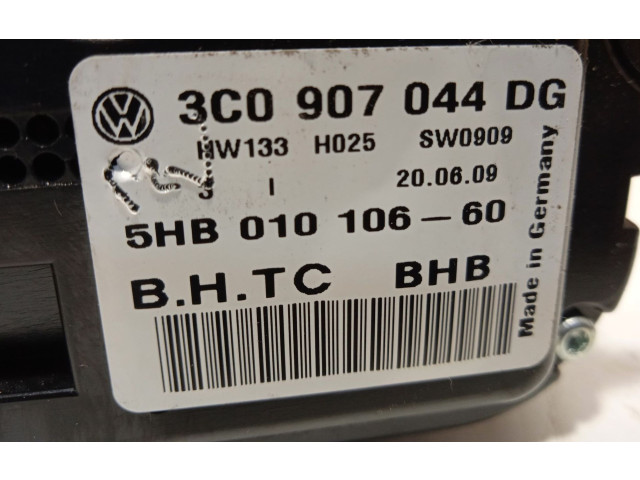 3C0 907 044 DG
HW133 H025 SW0909
I 20.06.09
5HB 010 106-60
B.H.TC BHB
Made in Germany